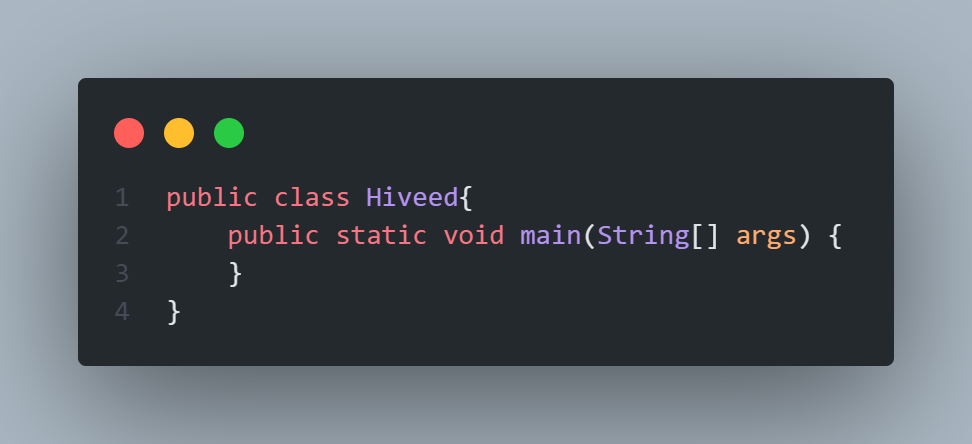 1 public class Hiveed{
2     public static void main(String[] args) {
3     }
4 }